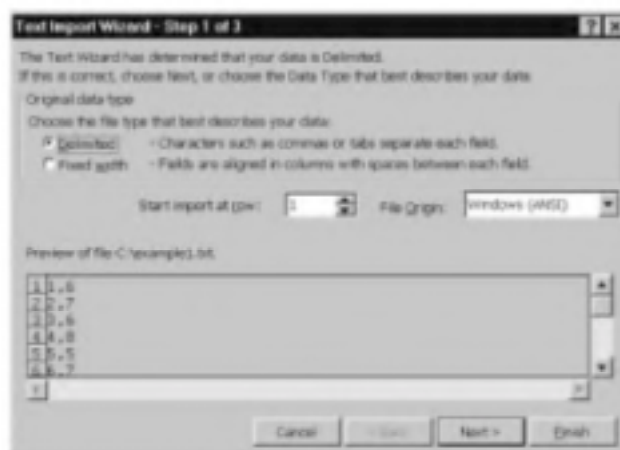 Text Import Wizard - Step 1 of 3
The Text Wizard has determined that your data is Delimited.
If this is correct, choose Next, or choose the Data Type that best describes your data.
Original data type
Choose the file type that best describes your data:
Delimited - Characters such as commas or tabs separate each field.
Fixed width - Fields are aligned in columns with spaces between each field.
Start import at row: 1 File Origin: Windows (ANSI)
Preview of file C:\example1.txt.
1 1,6
2 2,7
3 3,6
4 4,8
5 5,5
6 6,7
Cancel < Back Next > Finish